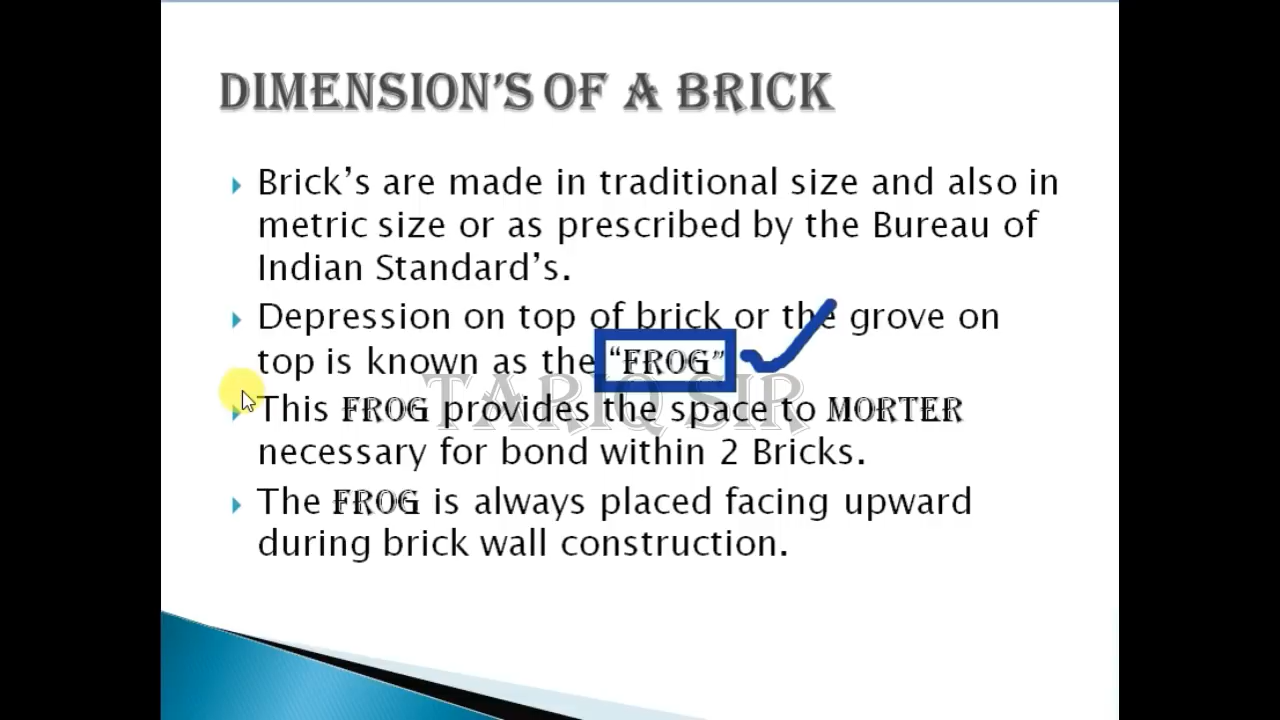 DIMENSION'S OF A BRICK
Brick's are made in traditional size and also in
metric size or as prescribed by the Bureau of
Indian Standard's.
Depression on top of brick or the grove on
top is known as the “FROG”
TARIQ SIR
This FROG provides the space to MORTER
necessary for bond within 2 Bricks.
The FROG is always placed facing upward
during brick wall construction.